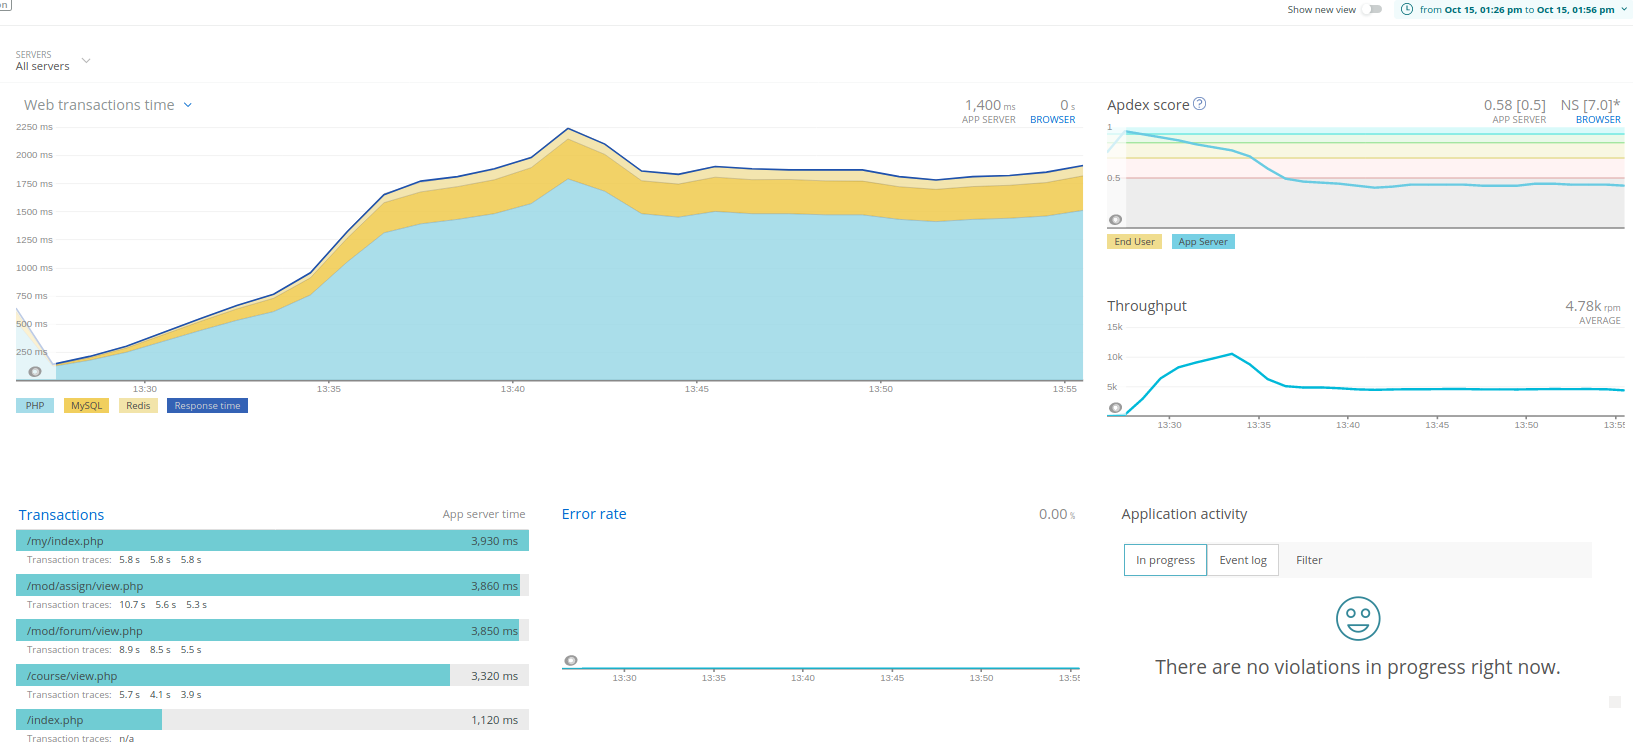 on
Show new view
from Oct 15, 01:26 pm to Oct 15, 01:56 pm
SERVERS
All servers
Web transactions time
1,400 ms
APP SERVER
0 s
BROWSER
2250 ms
2000 ms
1750 ms
1500 ms
1250 ms
1000 ms
750 ms
500 ms
250 ms
13:30 13:35 13:40 13:45 13:50 13:55
PHP MySQL Redis Response time
Apdex score ?
0.58 [0.5]
APP SERVER
NS [7.0]*
BROWSER
1
0.5
End User App Server
Throughput
4.78k rpm
AVERAGE
15k
10k
5k
13:30 13:35 13:40 13:45 13:50 13:55
Transactions App server time
/my/index.php 3,930 ms
Transaction traces: 5.8 s 5.8 s 5.8 s
/mod/assign/view.php 3,860 ms
Transaction traces: 10.7 s 5.6 s 5.3 s
/mod/forum/view.php 3,850 ms
Transaction traces: 8.9 s 8.5 s 5.5 s
/course/view.php 3,320 ms
Transaction traces: 5.7 s 4.1 s 3.9 s
/index.php 1,120 ms
Transaction traces: n/a
Error rate 0.00 %
13:30 13:35 13:40 13:45 13:50 13:55
Application activity
In progress Event log Filter
There are no violations in progress right now.